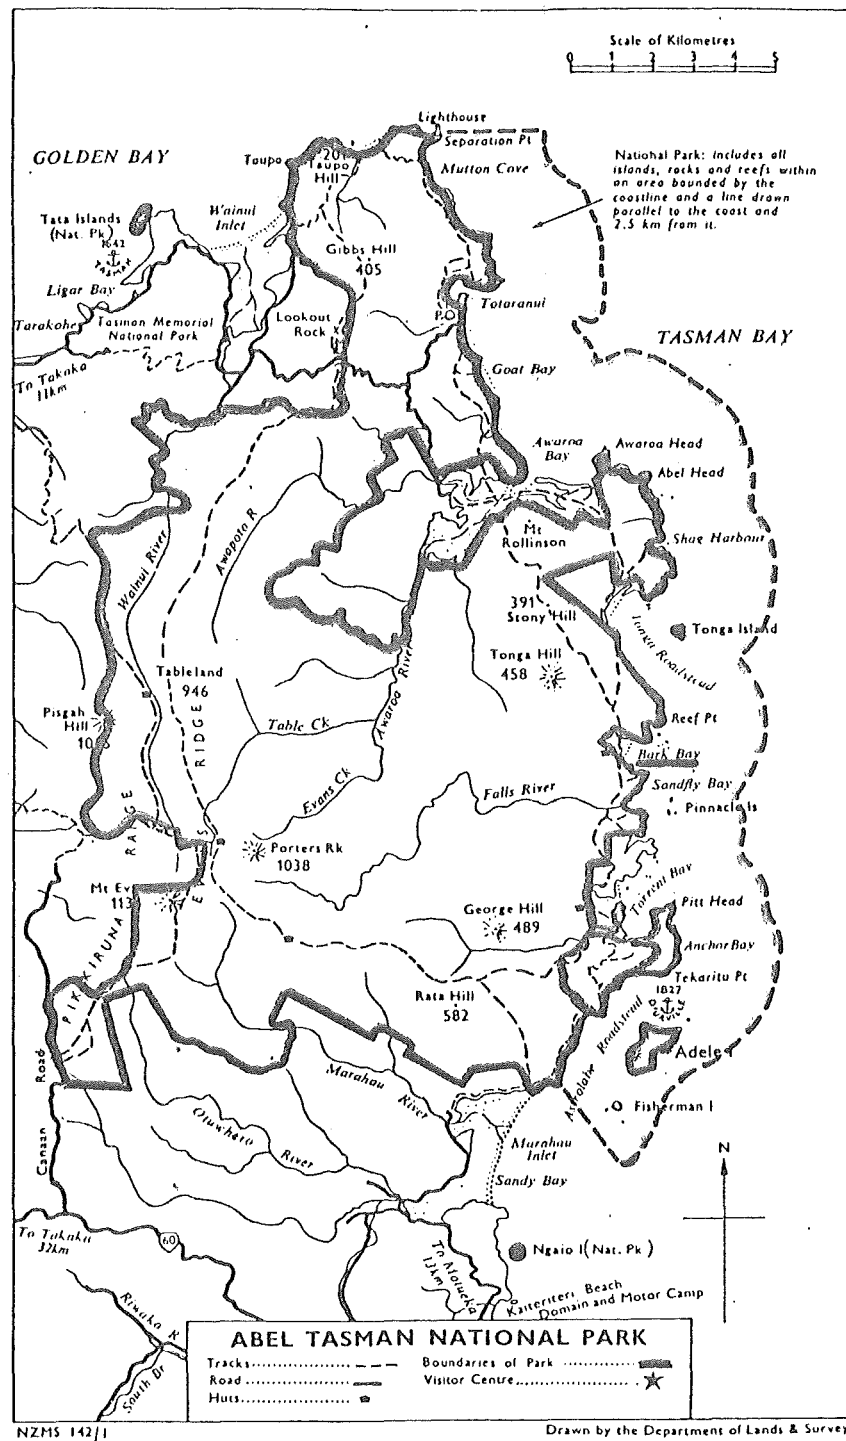 Scale of Kilometres
0 1 2 3 4 5
Lighthouse
Separation Pt
GOLDEN BAY
Taupo
Taupo
Hill
Mutton Cove
National Park: Includes all
islands, rocks and reefs within
an area bounded by the
coastline and a line drawn
parallel to the coast and
2.5 km from it.
Tata Islands
(Nat. Pk)
1642
TASMAN
Wainui
Inlet
Gibbs Hill
405
Ligar Bay
Totaranui
P.O
Tarakohe
Tasman Memorial
National Park
Lookout
Rock
TASMAN BAY
To Takaka
11km
Goat Bay
Awaroa
Bay
Awaroa Head
Abel Head
Wainui River
Awapoto R
Mt
Rollinson
Shag Harbour
391
Stony Hill
Tonga Island
Tonga Roadstead
Tonga Hill
458
Tableland
946
Awaroa River
Pisgah
Hill
Table Ck
Reef Pt
Bark Bay
RIDGE
Evans Ck
Falls River
Sandfly Bay
Pinnacle Is
RANGE
Porters Rk
1038
Mt Ev
113
Torrent Bay
Pitt Head
George Hill
489
Anchor Bay
PIKIKIRUNA
Tekaritu Pt
1827
Rata Hill
582
Astrolabe Roadstead
Adele I
Canaan Road
Marahau River
Fisherman I
Otuwhero
River
Marahau
Inlet
Sandy Bay
N
To Takaka
32km
60
To Motueka
13km
Ngaio I (Nat. Pk)
Kaiteriteri Beach
Domain and Motor Camp
Riwaka R
South Br
ABEL TASMAN NATIONAL PARK
Tracks
Boundaries of Park
Road
Visitor Centre
Huts
NZMS 142/1
Drawn by the Department of Lands & Survey